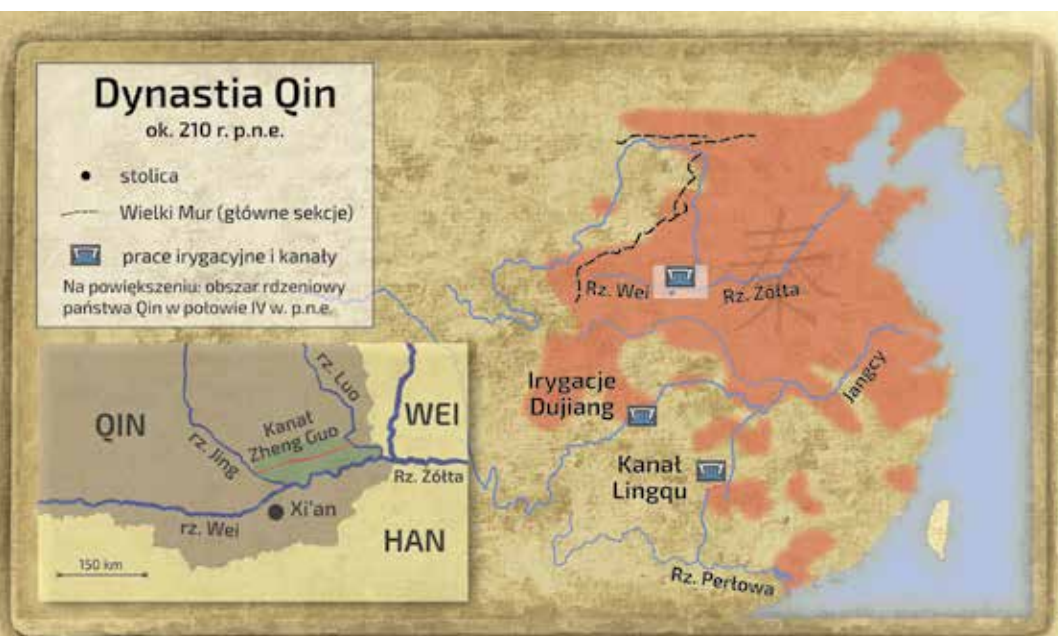 Dynastia Qin
ok. 210 r. p.n.e.
stolica
Wielki Mur (główne sekcje)
prace irygacyjne i kanały
Na powiększeniu: obszar rdzeniowy
państwa Qin w połowie IV w. p.n.e.
秦
Rz. Wei
Rz. Żółta
Irygacje
Dujiang
Jangcy
Kanał
Lingqu
Rz. Perłowa
QIN
rz. Luo
WEI
Kanał
Zheng Guo
rz. Jing
Rz. Żółta
Xi'an
rz. Wei
HAN
150 km